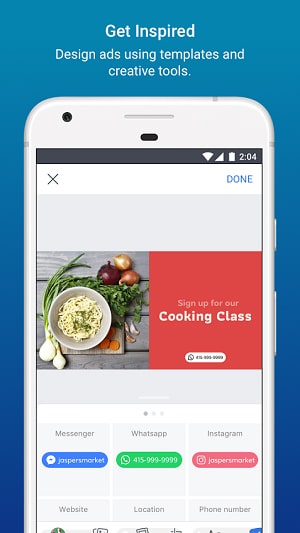 Get Inspired
Design ads using templates and
creative tools.
2:04
DONE
Sign up for our
Cooking Class
415-999-9999
Messenger
Whatsapp
Instagram
jaspersmarket
415-999-9999
jaspersmarket
Website
Location
Phone number